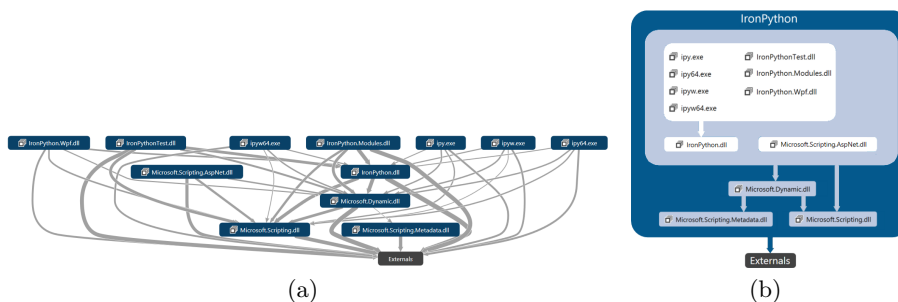 IronPython.Wpf.dll IronPythonTest.dll ipyw64.exe IronPython.Modules.dll ipy.exe ipyw.exe ipy64.exe
Microsoft.Scripting.AspNet.dll IronPython.dll
Microsoft.Dynamic.dll
Microsoft.Scripting.dll Microsoft.Scripting.Metadata.dll
Externals
(a)
IronPython
ipy.exe IronPythonTest.dll
ipy64.exe IronPython.Modules.dll
ipyw.exe IronPython.Wpf.dll
ipyw64.exe
IronPython.dll Microsoft.Scripting.AspNet.dll
Microsoft.Dynamic.dll
Microsoft.Scripting.Metadata.dll Microsoft.Scripting.dll
Externals
(b)